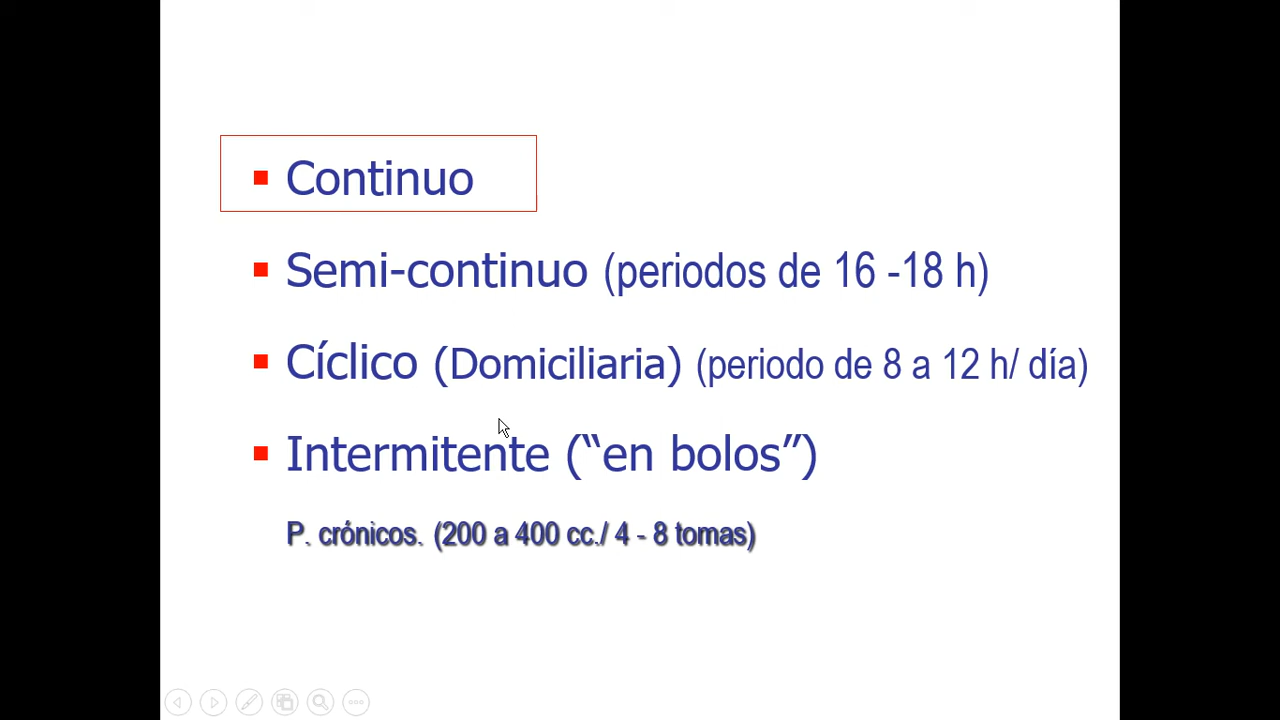 Continuo
Semi-continuo (periodos de 16 -18 h)
Cíclico (Domiciliaria) (periodo de 8 a 12 h/ día)
Intermitente (“en bolos”)
P. crónicos. (200 a 400 cc./ 4 - 8 tomas)